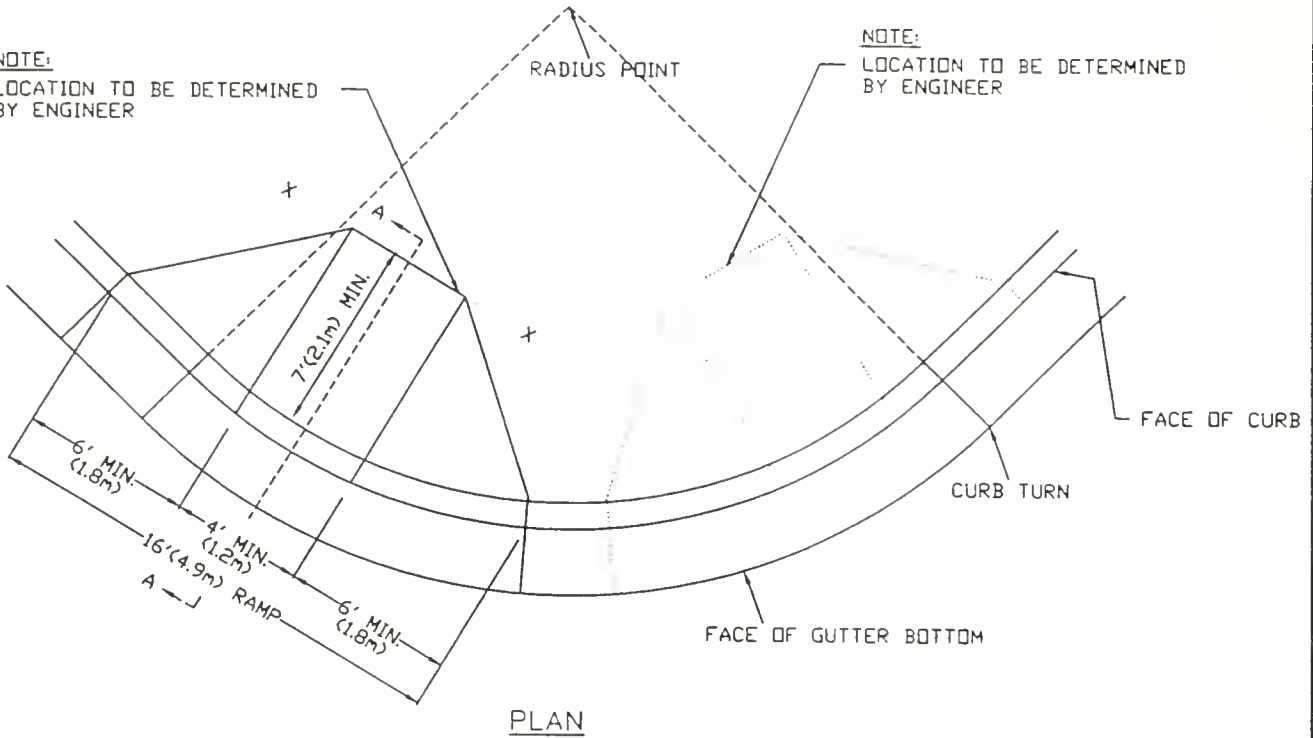 NOTE:
LOCATION TO BE DETERMINED
BY ENGINEER
RADIUS POINT
NOTE:
LOCATION TO BE DETERMINED
BY ENGINEER
A
7'(2.1m) MIN.
FACE OF CURB
CURB TURN
6' MIN.
(1.8m)
4' MIN.
(1.2m)
16'(4.9m) RAMP
A
6' MIN.
(1.8m)
FACE OF GUTTER BOTTOM
PLAN